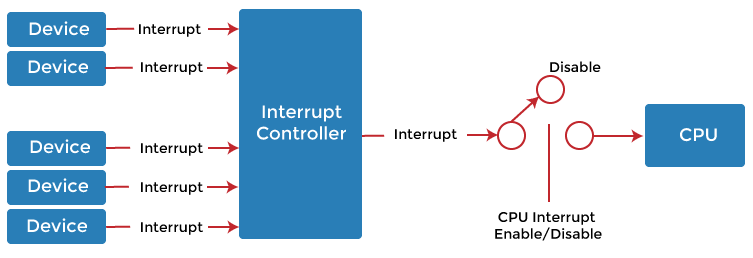 Device
Interrupt
Device
Interrupt
Device
Interrupt
Device
Interrupt
Device
Interrupt
Interrupt
Controller
Interrupt
Disable
CPU Interrupt
Enable/Disable
CPU